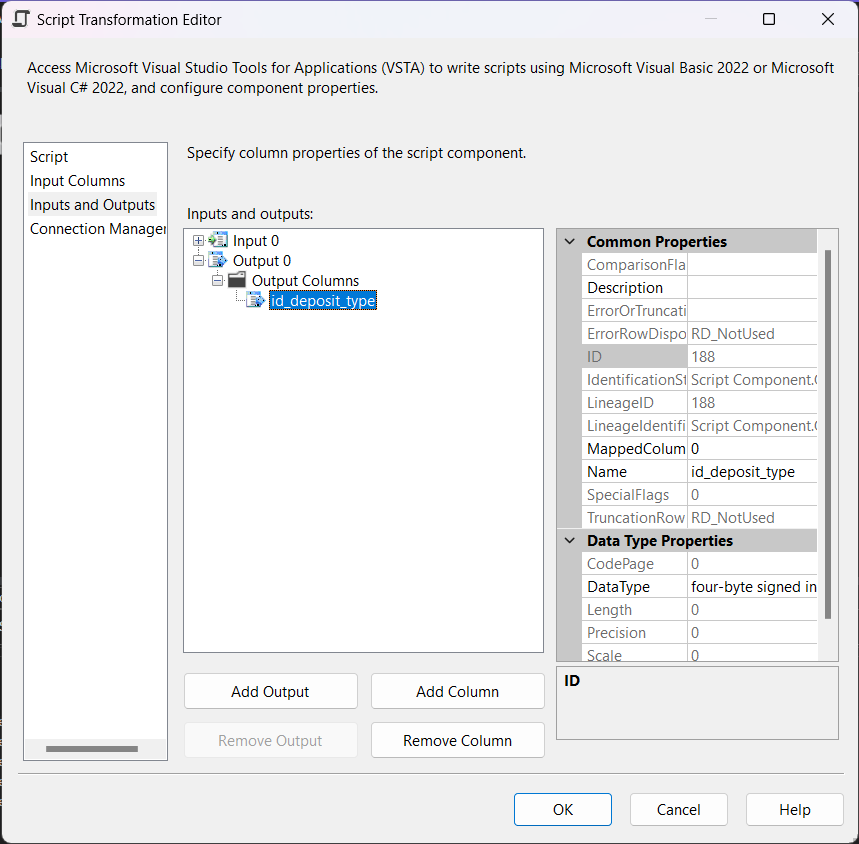 Script Transformation Editor
Access Microsoft Visual Studio Tools for Applications (VSTA) to write scripts using Microsoft Visual Basic 2022 or Microsoft
Visual C# 2022, and configure component properties.
Script
Input Columns
Inputs and Outputs
Connection Manager
Specify column properties of the script component.
Inputs and outputs:
Input 0
Output 0
Output Columns
id_deposit_type
Common Properties
ComparisonFla
Description
ErrorOrTruncati
ErrorRowDispo RD_NotUsed
ID 188
IdentificationSt Script Component.
LineageID 188
LineageIdentifi Script Component.
MappedColum 0
Name id_deposit_type
SpecialFlags 0
TruncationRow RD_NotUsed
Data Type Properties
CodePage 0
DataType four-byte signed in
Length 0
Precision 0
Scale 0
ID
Add Output
Add Column
Remove Output
Remove Column
OK
Cancel
Help